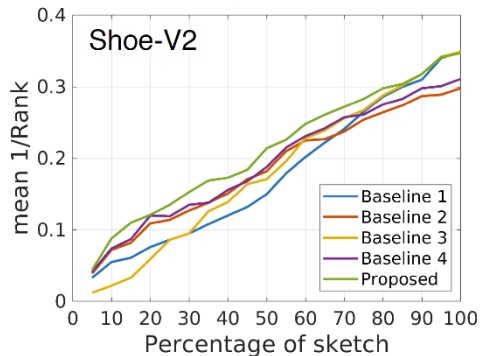 Shoe-V2
mean 1/Rank
0.4
0.3
0.2
0.1
0
Baseline 1
Baseline 2
Baseline 3
Baseline 4
Proposed
0 10 20 30 40 50 60 70 80 90 100
Percentage of sketch